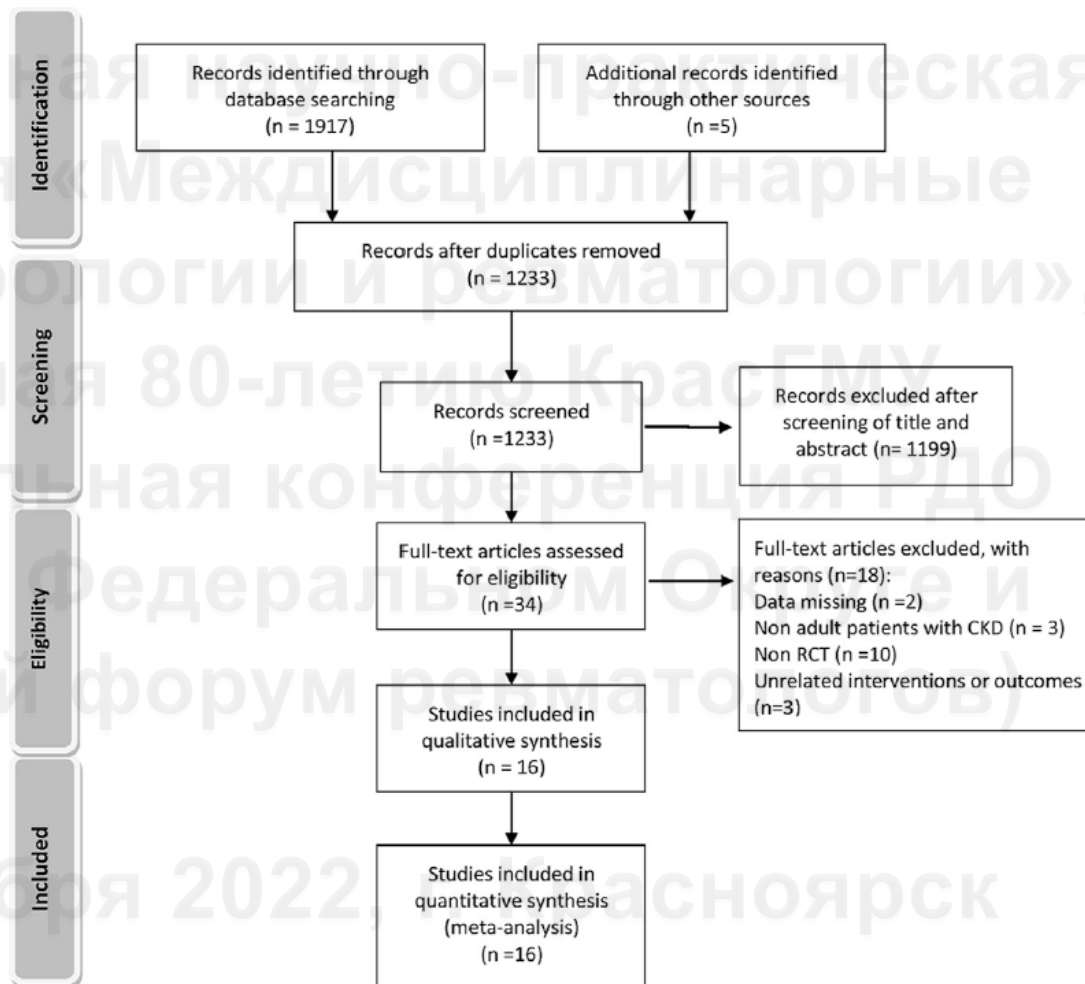 Identification
Records identified through
database searching
(n = 1917)
Additional records identified
through other sources
(n =5)
Records after duplicates removed
(n = 1233)
Screening
Records screened
(n =1233)
Records excluded after
screening of title and
abstract (n= 1199)
Eligibility
Full-text articles assessed
for eligibility
(n =34)
Full-text articles excluded, with
reasons (n=18):
Data missing (n =2)
Non adult patients with CKD (n = 3)
Non RCT (n =10)
Unrelated interventions or outcomes
(n=3)
Studies included in
qualitative synthesis
(n = 16)
Included
Studies included in
quantitative synthesis
(meta-analysis)
(n =16)
ная научно-практическая
я «Междисциплинарные
ологии и ревматологии»,
ная 80-летию КрасГМУ
льная конференция РДО
Федеральном Округе и
й форум ревматологов)
бря 2022, г. Красноярск